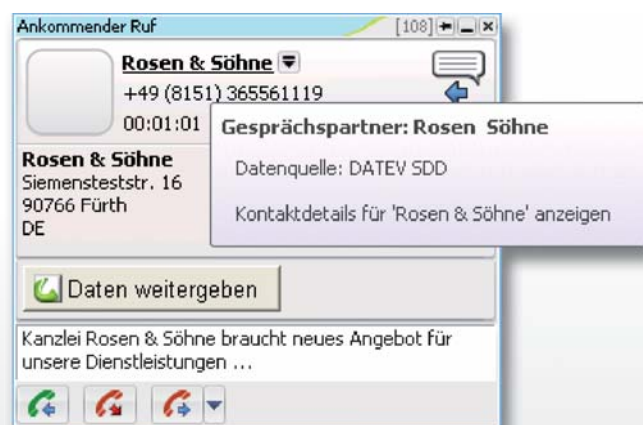 Ankommender Ruf [108]
Rosen & Söhne
+49 (8151) 365561119
00:01:01
Gesprächspartner: Rosen  Söhne
Datenquelle: DATEV SDD
Kontaktdetails für 'Rosen & Söhne' anzeigen
Rosen & Söhne
Siemensteststr. 16
90766 Fürth
DE
Daten weitergeben
Kanzlei Rosen & Söhne braucht neues Angebot für
unsere Dienstleistungen ...